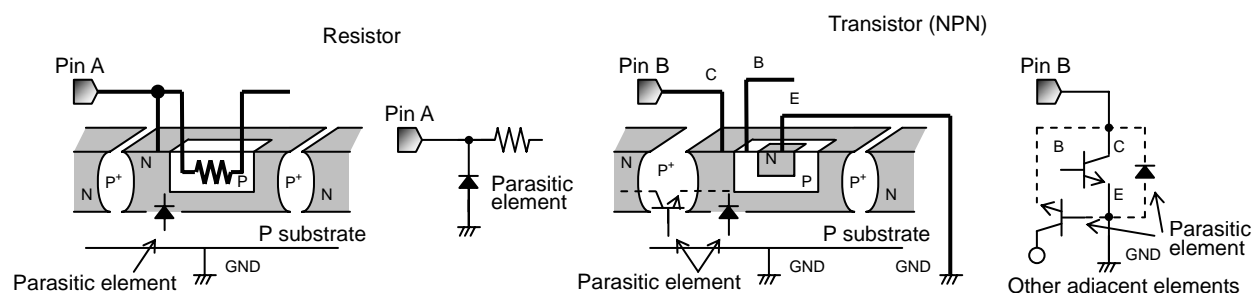 Resistor
Transistor (NPN)
Pin A
Pin B
C
B
E
Pin B
Pin A
N
N
P+
P
P+
N
Parasitic
element
N
N
P+
N
P
P+
N
B
C
E
P substrate
GND
Parasitic element
P substrate
GND
GND
Parasitic element
Parasitic
element
GND
Other adjacent elements